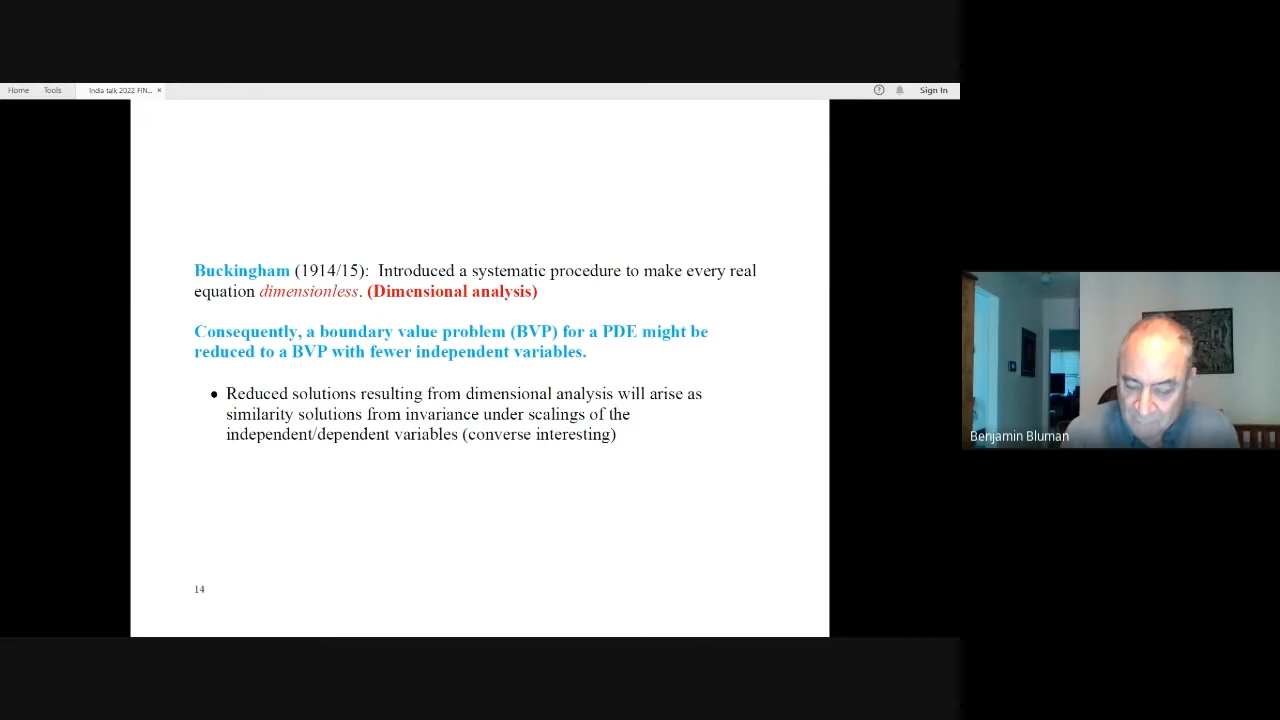 Home Tools India talk 2022 FIN... × Sign In
Buckingham (1914/15): Introduced a systematic procedure to make every real
equation dimensionless. (Dimensional analysis)
Consequently, a boundary value problem (BVP) for a PDE might be
reduced to a BVP with fewer independent variables.
• Reduced solutions resulting from dimensional analysis will arise as
similarity solutions from invariance under scalings of the
independent/dependent variables (converse interesting)
14
Benjamin Bluman